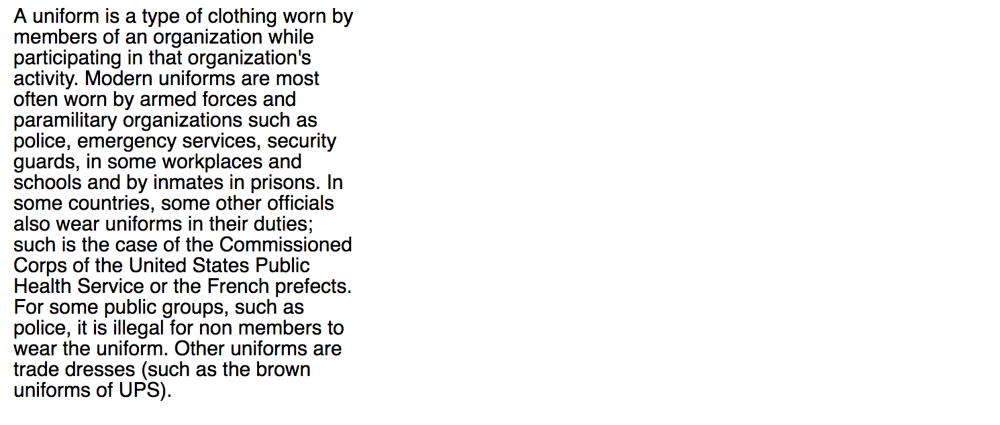 A uniform is a type of clothing worn by
members of an organization while
participating in that organization's
activity. Modern uniforms are most
often worn by armed forces and
paramilitary organizations such as
police, emergency services, security
guards, in some workplaces and
schools and by inmates in prisons. In
some countries, some other officials
also wear uniforms in their duties;
such is the case of the Commissioned
Corps of the United States Public
Health Service or the French prefects.
For some public groups, such as
police, it is illegal for non members to
wear the uniform. Other uniforms are
trade dresses (such as the brown
uniforms of UPS).